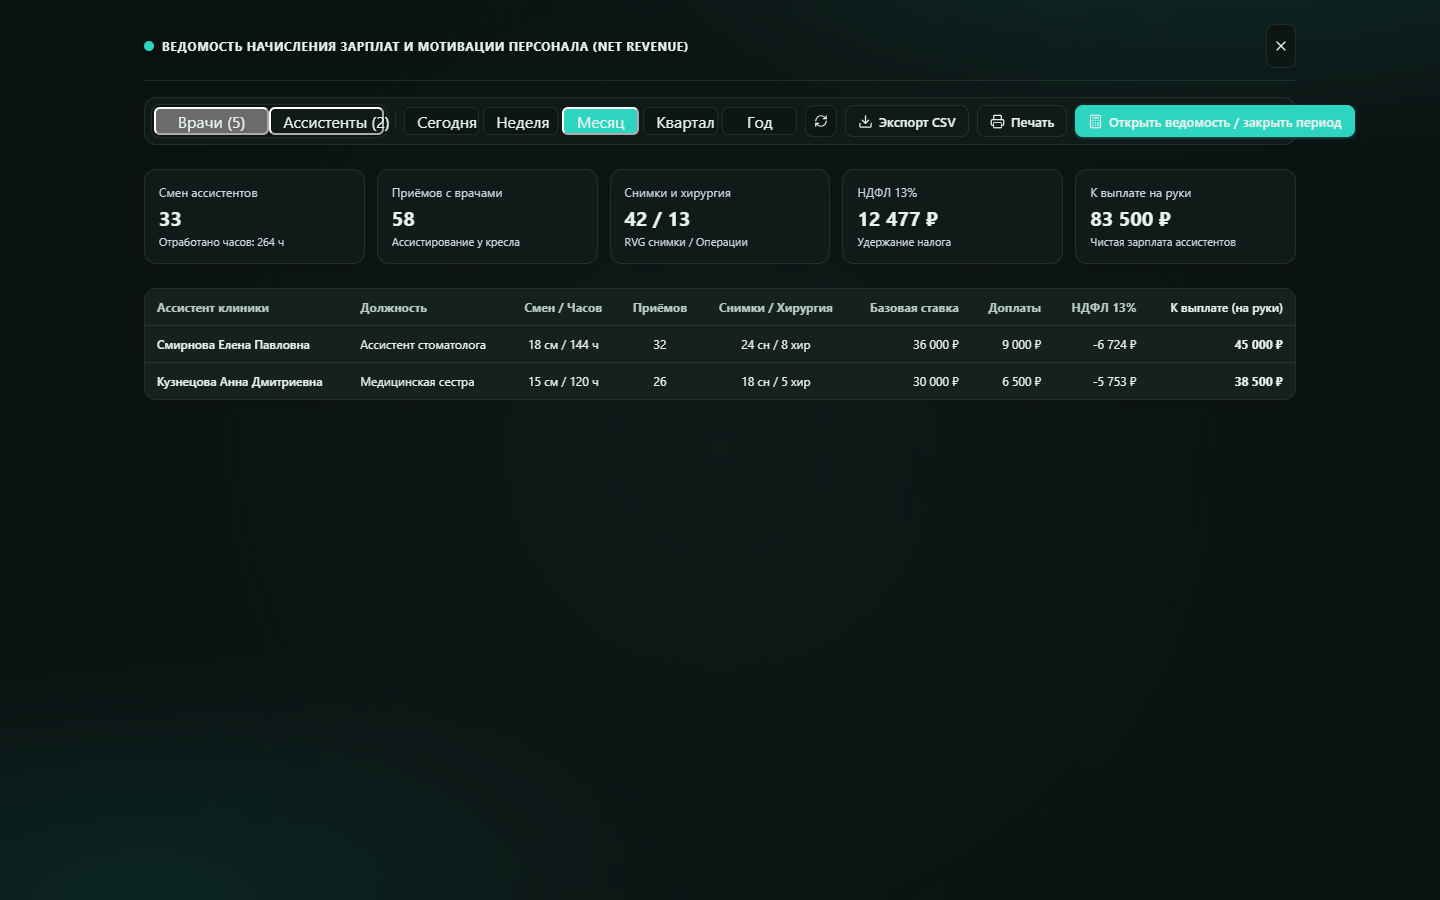 ВЕДОМОСТЬ НАЧИСЛЕНИЯ ЗАРПЛАТ И МОТИВАЦИИ ПЕРСОНАЛА (NET REVENUE)
Врачи (5) Ассистенты (2) Сегодня Неделя Месяц Квартал Год Экспорт CSV Печать Открыть ведомость / закрыть период
Смен ассистентов
33
Отработано часов: 264 ч
Приёмов с врачами
58
Ассистирование у кресла
Снимки и хирургия
42 / 13
RVG снимки / Операции
НДФЛ 13%
12 477 ₽
Удержание налога
К выплате на руки
83 500 ₽
Чистая зарплата ассистентов
Ассистент клиники Должность Смен / Часов Приёмов Снимки / Хирургия Базовая ставка Доплаты НДФЛ 13% К выплате (на руки)
Смирнова Елена Павловна Ассистент стоматолога 18 см / 144 ч 32 24 сн / 8 хир 36 000 ₽ 9 000 ₽ -6 724 ₽ 45 000 ₽
Кузнецова Анна Дмитриевна Медицинская сестра 15 см / 120 ч 26 18 сн / 5 хир 30 000 ₽ 6 500 ₽ -5 753 ₽ 38 500 ₽